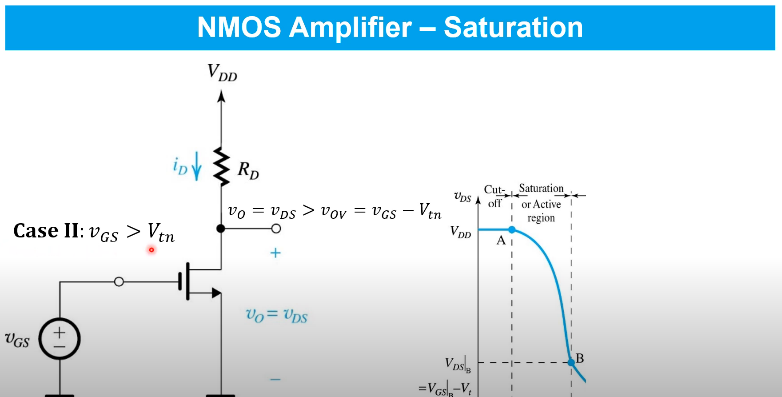 NMOS Amplifier – Saturation
V_DD
i_D
R_D
v_O = v_DS > v_OV = v_GS − V_tn
Case II: v_GS > V_tn
+
v_O = v_DS
−
v_GS
+
−
v_DS
Cut-off
Saturation or Active region
V_DD
A
V_DS|_B
B
=V_GS|_B−V_t